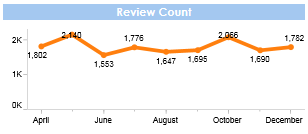 Review Count
2K
1K
0K
1,802
2,140
1,553
1,776
1,647
1,695
2,066
1,690
1,782
April
June
August
October
December